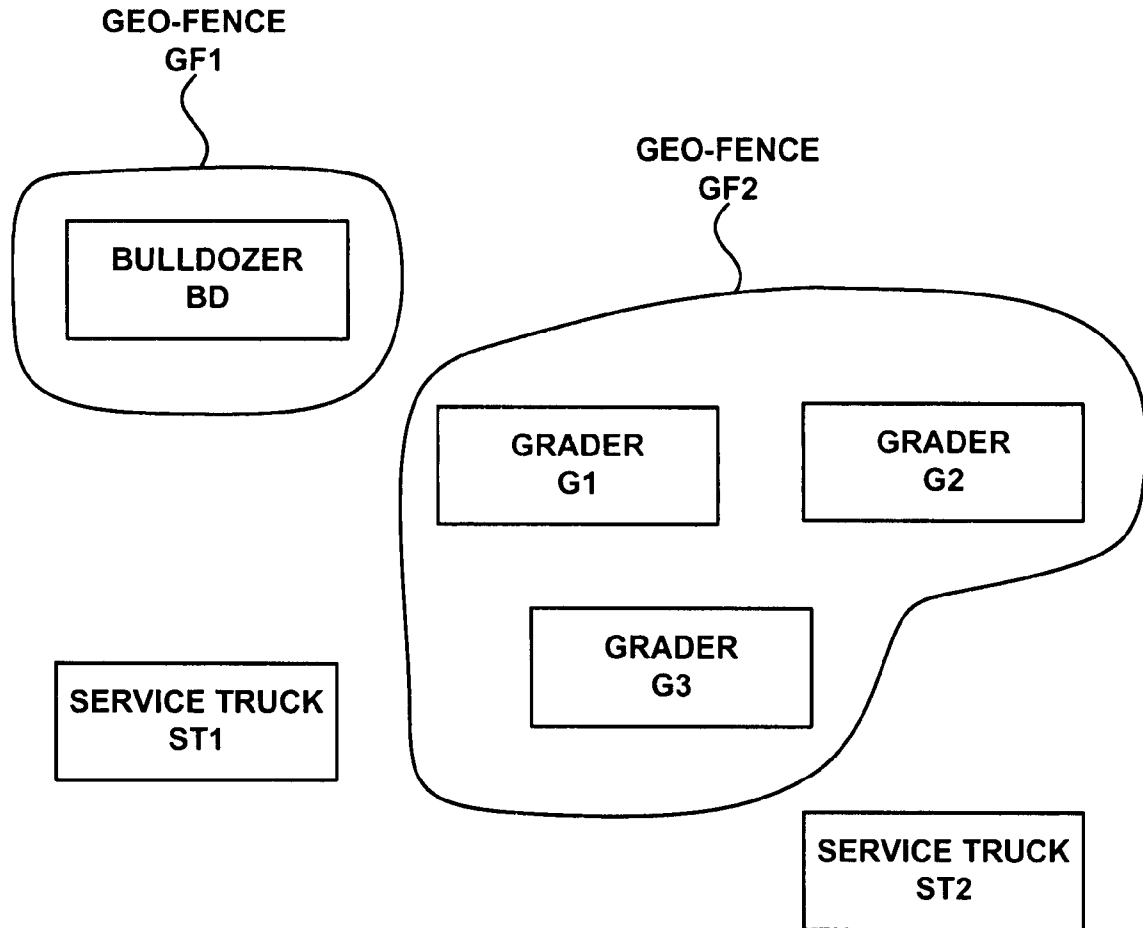 GEO-FENCE
GF1
GEO-FENCE
GF2
BULLDOZER
BD
GRADER
G1
GRADER
G2
GRADER
G3
SERVICE TRUCK
ST1
SERVICE TRUCK
ST2